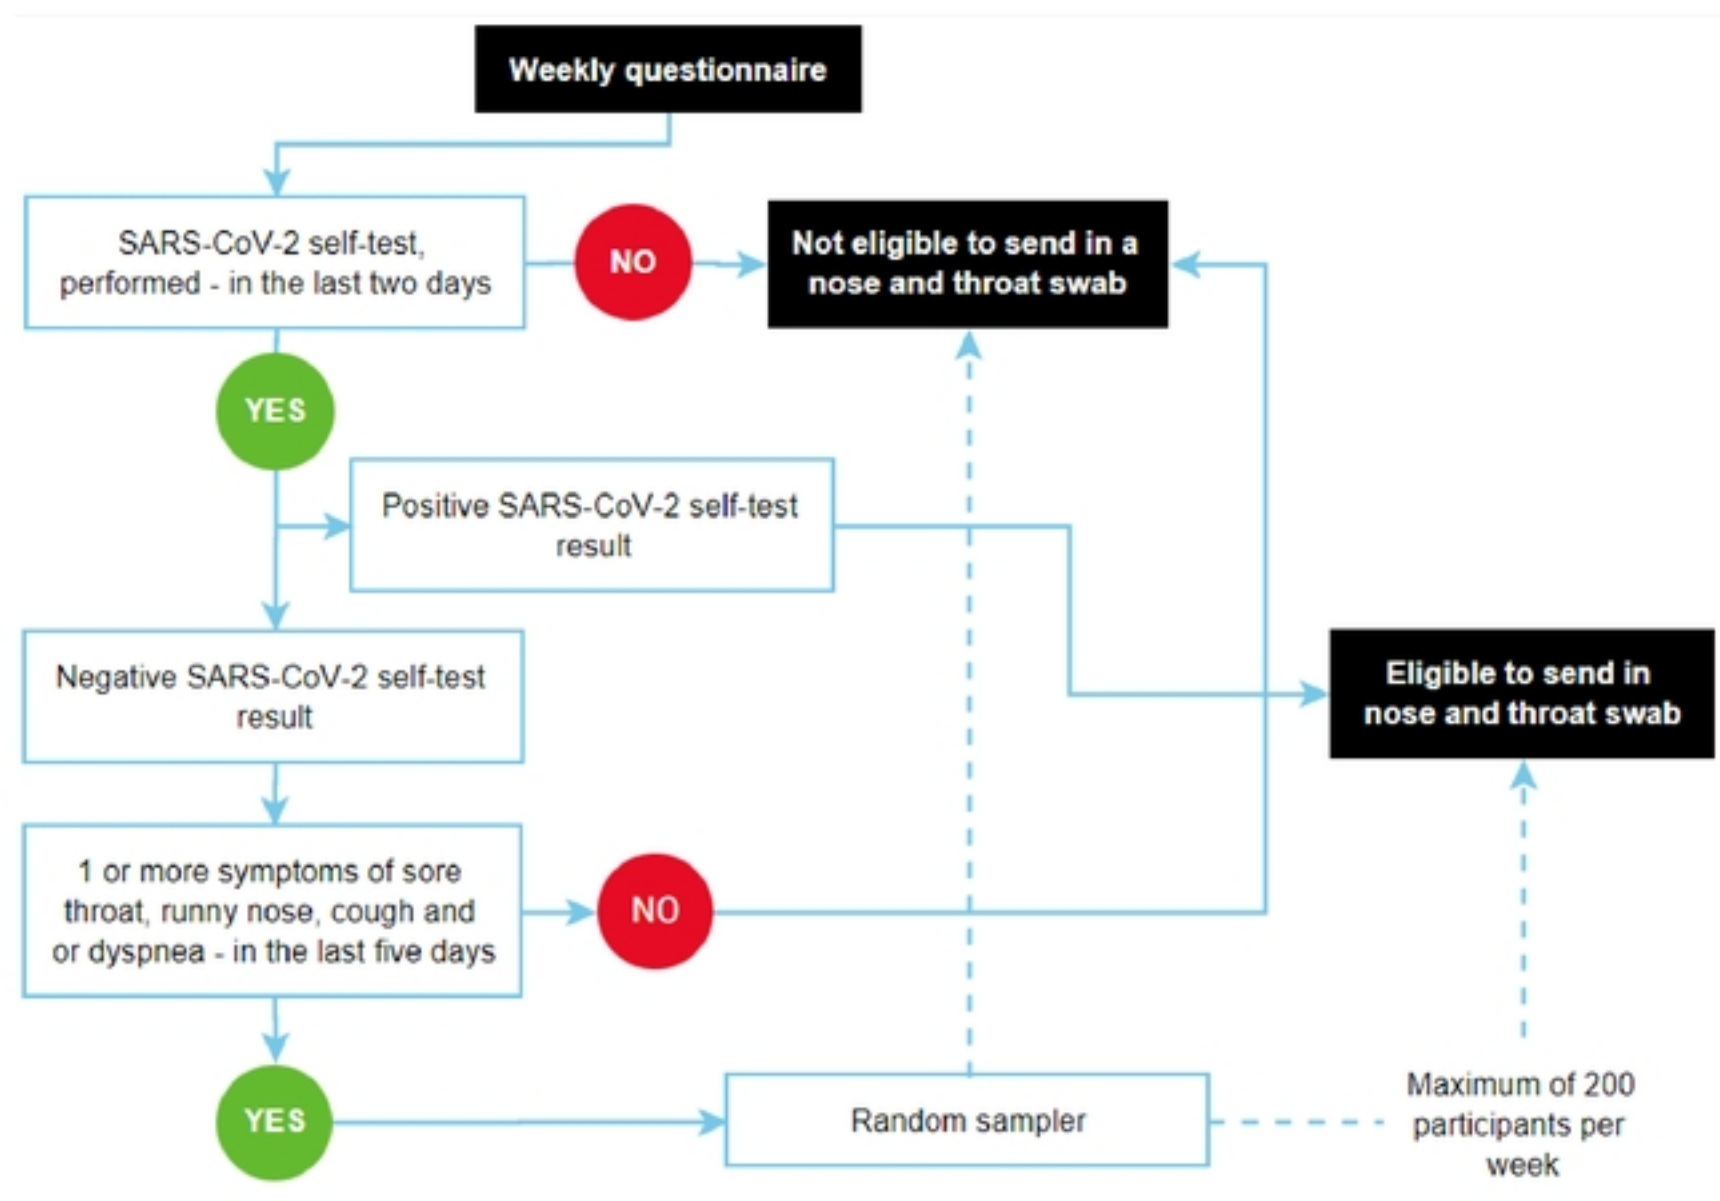 Weekly questionnaire
SARS-CoV-2 self-test,
performed - in the last two days
NO
Not eligible to send in a
nose and throat swab
YES
Positive SARS-CoV-2 self-test
result
Negative SARS-CoV-2 self-test
result
Eligible to send in
nose and throat swab
1 or more symptoms of sore
throat, runny nose, cough and
or dyspnea - in the last five days
NO
YES
Random sampler
Maximum of 200
participants per
week